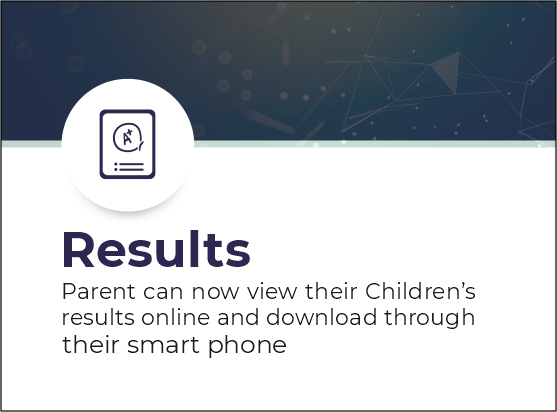 A+
Results
Parent can now view their Children's
results online and download through
their smart phone